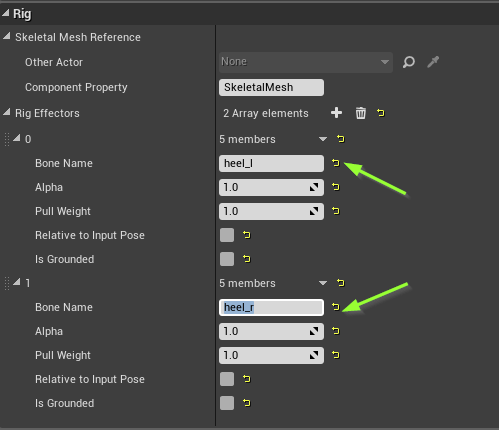 Rig
Skeletal Mesh Reference
Other Actor None
Component Property SkeletalMesh
Rig Effectors 2 Array elements
0 5 members
Bone Name heel_l
Alpha 1.0
Pull Weight 1.0
Relative to Input Pose
Is Grounded
1 5 members
Bone Name heel_r
Alpha 1.0
Pull Weight 1.0
Relative to Input Pose
Is Grounded